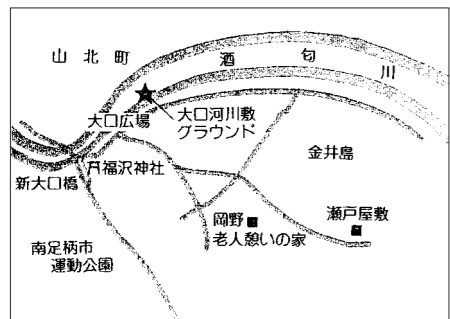 山北町
酒匂川
大口広場
大口河川敷
グラウンド
福沢神社
新大口橋
金井島
岡野
老人憩いの家
瀬戸屋敷
南足柄市
運動公園